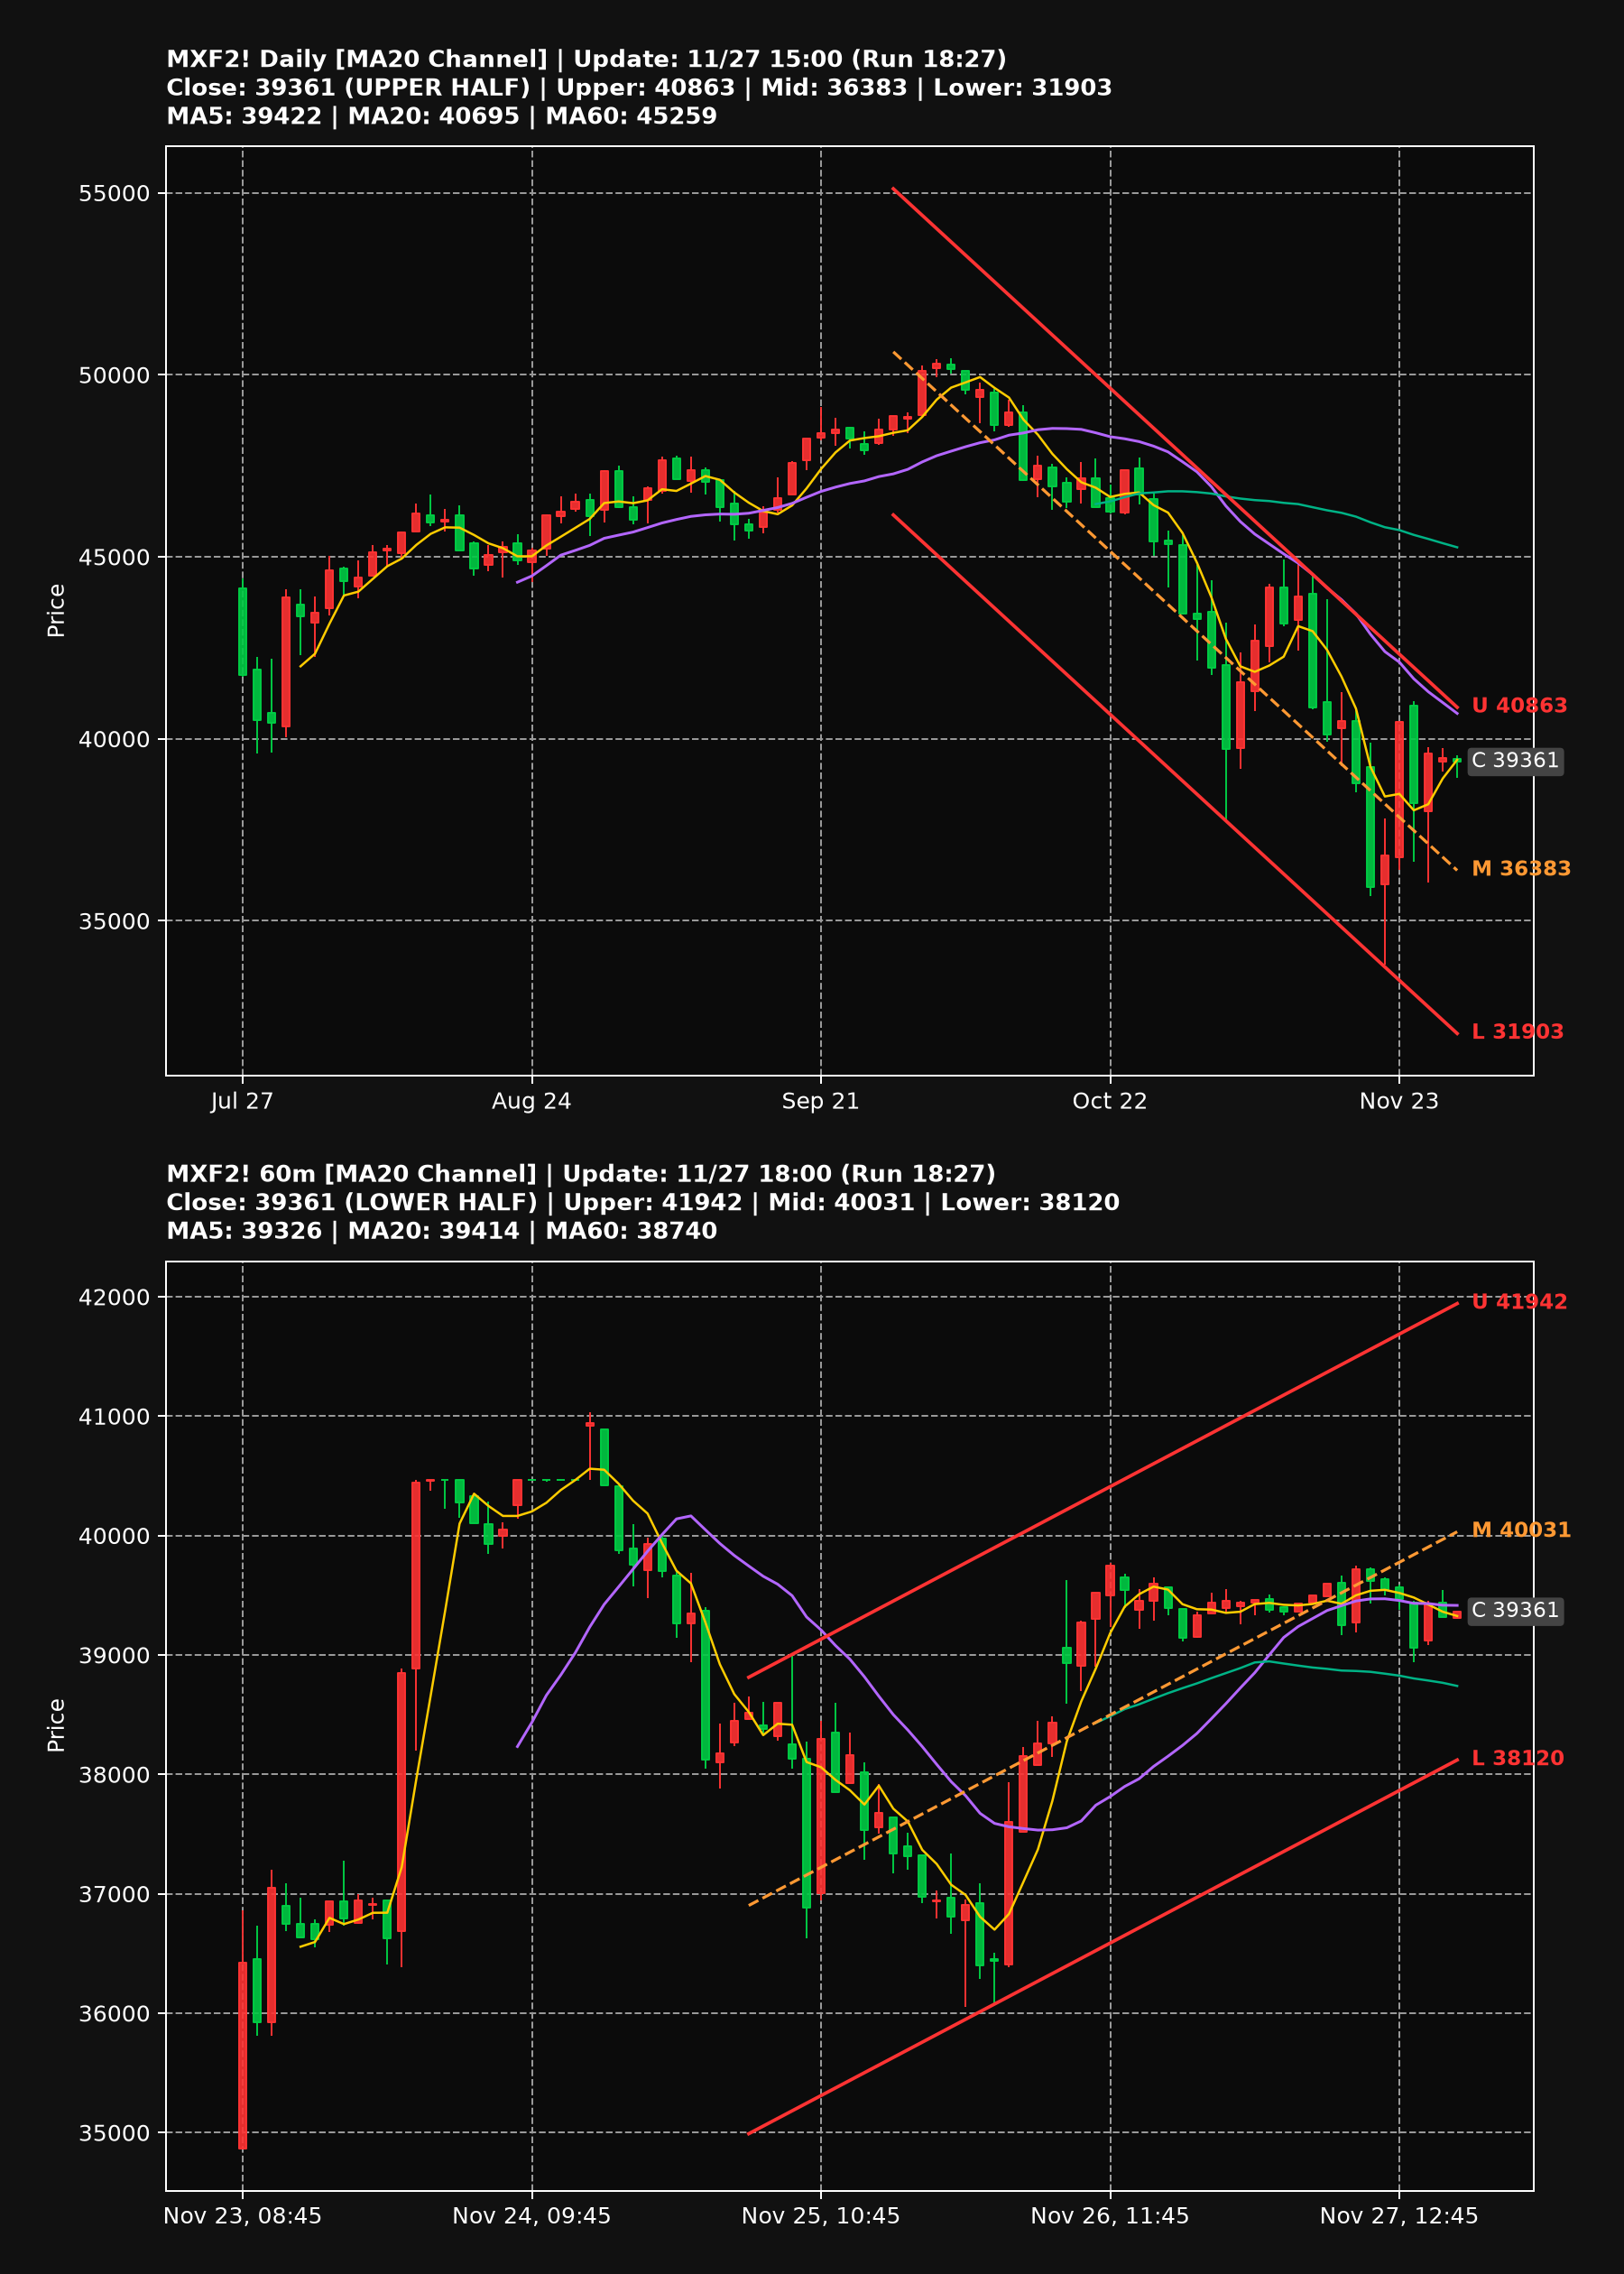 MXF2! Daily [MA20 Channel] | Update: 11/27 15:00 (Run 18:27)
Close: 39361 (UPPER HALF) | Upper: 40863 | Mid: 36383 | Lower: 31903
MA5: 39422 | MA20: 40695 | MA60: 45259
55000
50000
45000
40000
35000
Price
U 40863
C 39361
M 36383
L 31903
Jul 27
Aug 24
Sep 21
Oct 22
Nov 23
MXF2! 60m [MA20 Channel] | Update: 11/27 18:00 (Run 18:27)
Close: 39361 (LOWER HALF) | Upper: 41942 | Mid: 40031 | Lower: 38120
MA5: 39326 | MA20: 39414 | MA60: 38740
42000
41000
40000
39000
38000
37000
36000
35000
Price
U 41942
M 40031
C 39361
L 38120
Nov 23, 08:45
Nov 24, 09:45
Nov 25, 10:45
Nov 26, 11:45
Nov 27, 12:45